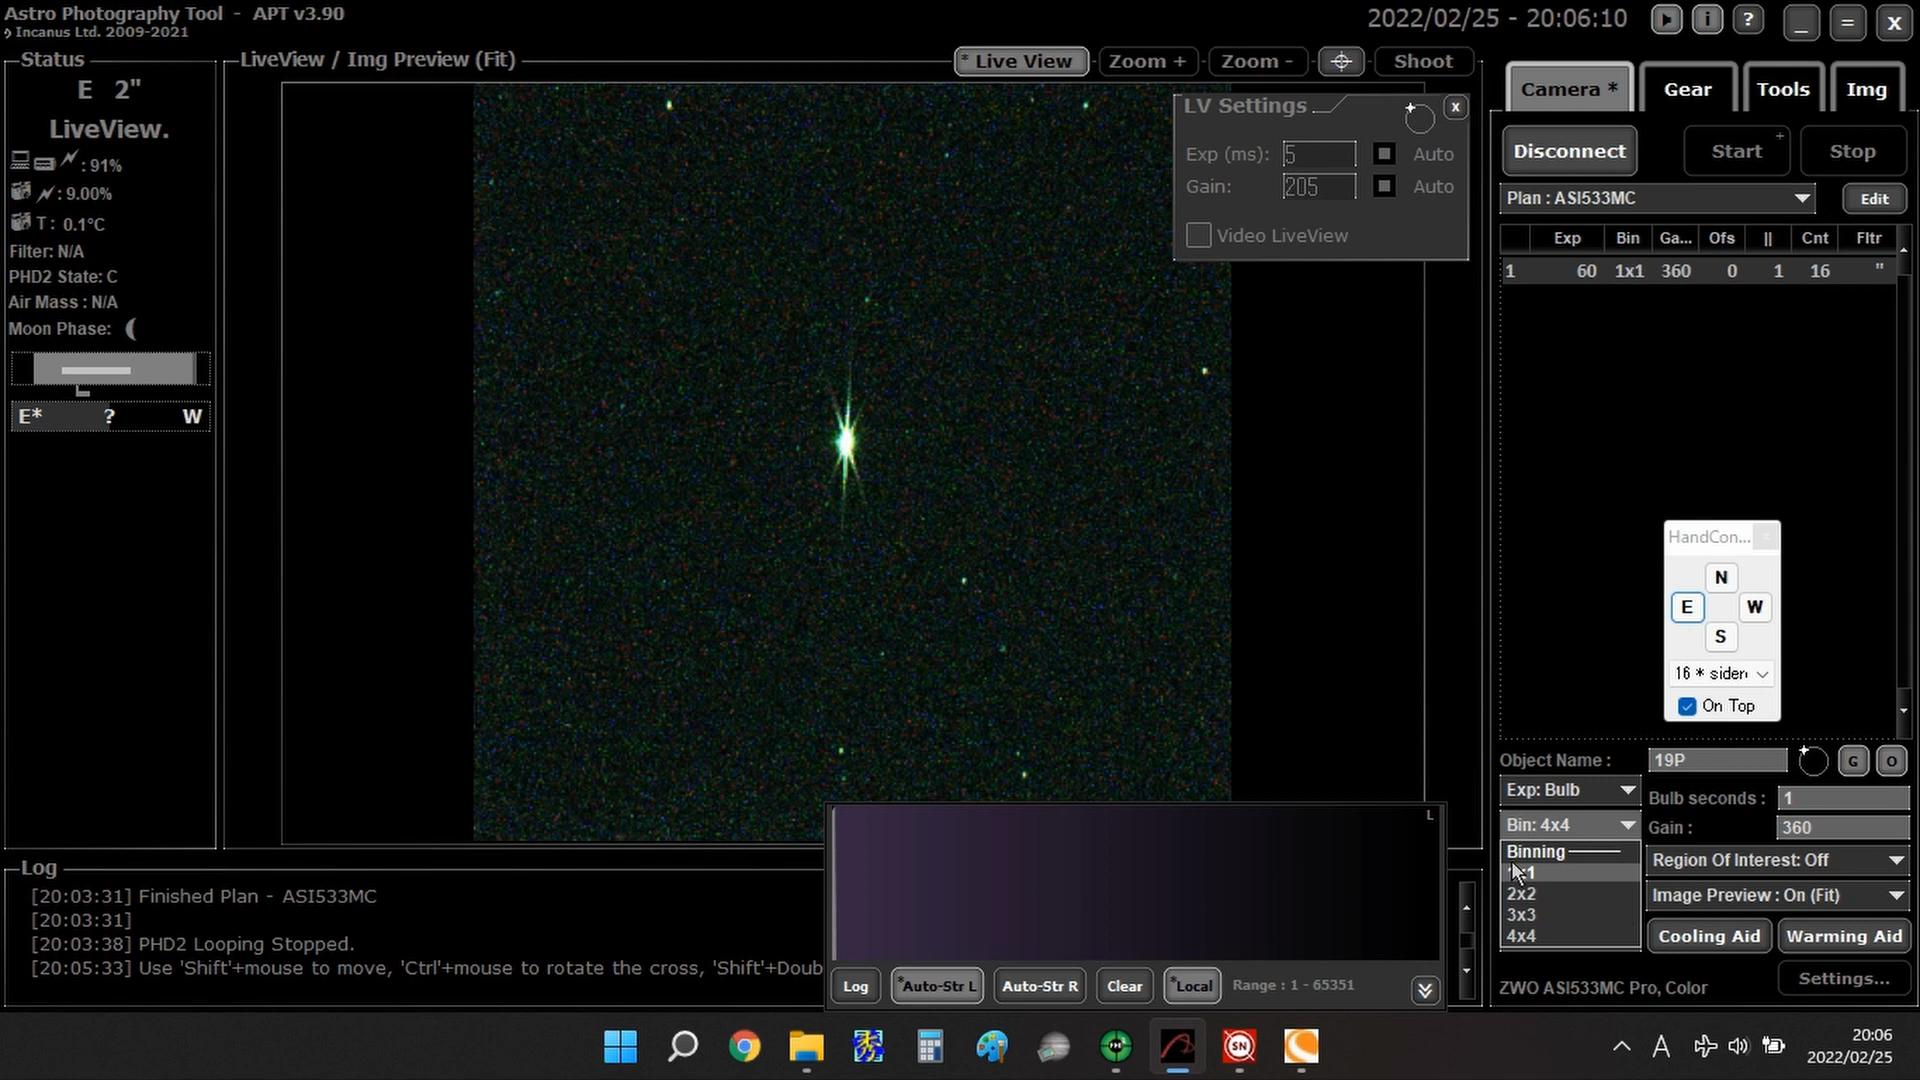 Astro Photography Tool - APT v3.90
Incanus Ltd. 2009-2021
2022/02/25 - 20:06:10
i
?
_
=
X
Status
E 2"
LiveView.
: 91%
: 9.00%
T : 0.1°C
Filter: N/A
PHD2 State: C
Air Mass : N/A
Moon Phase:
E* ? W
LiveView / Img Preview (Fit)
* Live View
Zoom +
Zoom -
Shoot
LV Settings
x
Exp (ms): 5 Auto
Gain: 205 Auto
Video LiveView
Camera *
Gear
Tools
Img
Disconnect
Start +
Stop
Plan : ASI533MC
Edit
Exp Bin Ga... Ofs || Cnt Fltr
1 60 1x1 360 0 1 16 "
HandCon...
N
E W
S
16 * sider
On Top
Object Name : 19P
G
O
Exp: Bulb
Bulb seconds : 1
Bin: 4x4
Gain : 360
Binning
2x2
3x3
4x4
Region Of Interest: Off
Image Preview : On (Fit)
Cooling Aid
Warming Aid
ZWO ASI533MC Pro, Color
Settings...
Log
[20:03:31] Finished Plan - ASI533MC
[20:03:31]
[20:03:38] PHD2 Looping Stopped.
[20:05:33] Use 'Shift'+mouse to move, 'Ctrl'+mouse to rotate the cross, 'Shift'+Doub
L
Log
*Auto-Str L
Auto-Str R
Clear
*Local
Range : 1 - 65351
SN
A
20:06
2022/02/25